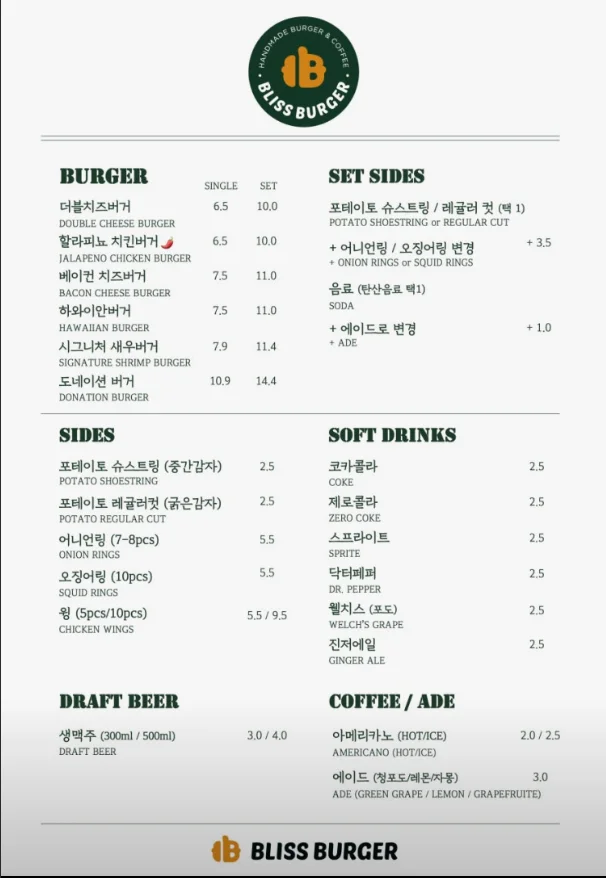 HANDMADE BURGER & COFFEE
BLISS BURGER
BURGER
SINGLE SET
더블치즈버거 6.5 10.0
DOUBLE CHEESE BURGER
할라피뇨 치킨버거 6.5 10.0
JALAPENO CHICKEN BURGER
베이컨 치즈버거 7.5 11.0
BACON CHEESE BURGER
하와이안버거 7.5 11.0
HAWAIIAN BURGER
시그니처 새우버거 7.9 11.4
SIGNATURE SHRIMP BURGER
도네이션 버거 10.9 14.4
DONATION BURGER
SET SIDES
포테이토 슈스트링 / 레귤러 컷 (택 1)
POTATO SHOESTRING or REGULAR CUT
+ 어니언링 / 오징어링 변경 + 3.5
+ ONION RINGS or SQUID RINGS
음료 (탄산음료 택1)
SODA
+ 에이드로 변경 + 1.0
+ ADE
SIDES
포테이토 슈스트링 (중간감자) 2.5
POTATO SHOESTRING
포테이토 레귤러컷 (굵은감자) 2.5
POTATO REGULAR CUT
어니언링 (7-8pcs) 5.5
ONION RINGS
오징어링 (10pcs) 5.5
SQUID RINGS
윙 (5pcs/10pcs) 5.5 / 9.5
CHICKEN WINGS
SOFT DRINKS
코카콜라 2.5
COKE
제로콜라 2.5
ZERO COKE
스프라이트 2.5
SPRITE
닥터페퍼 2.5
DR. PEPPER
웰치스 (포도) 2.5
WELCH'S GRAPE
진저에일 2.5
GINGER ALE
DRAFT BEER
생맥주 (300ml / 500ml) 3.0 / 4.0
DRAFT BEER
COFFEE / ADE
아메리카노 (HOT/ICE) 2.0 / 2.5
AMERICANO (HOT/ICE)
에이드 (청포도/레몬/자몽) 3.0
ADE (GREEN GRAPE / LEMON / GRAPEFRUITE)
BLISS BURGER